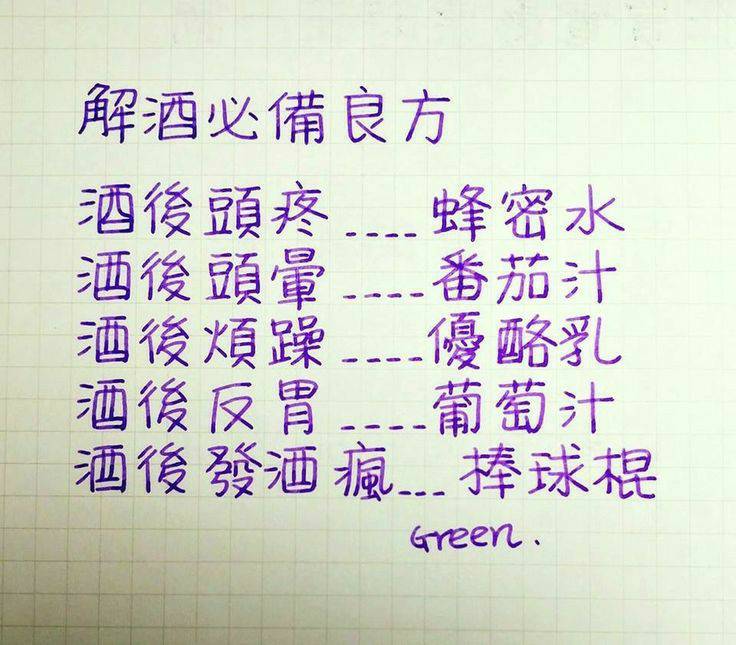 解酒必備良方
酒後頭疼....蜂密水
酒後頭暈....番茄汁
酒後煩躁....優酪乳
酒後反胃....葡萄汁
酒後發酒瘋...捧球棍
Green.